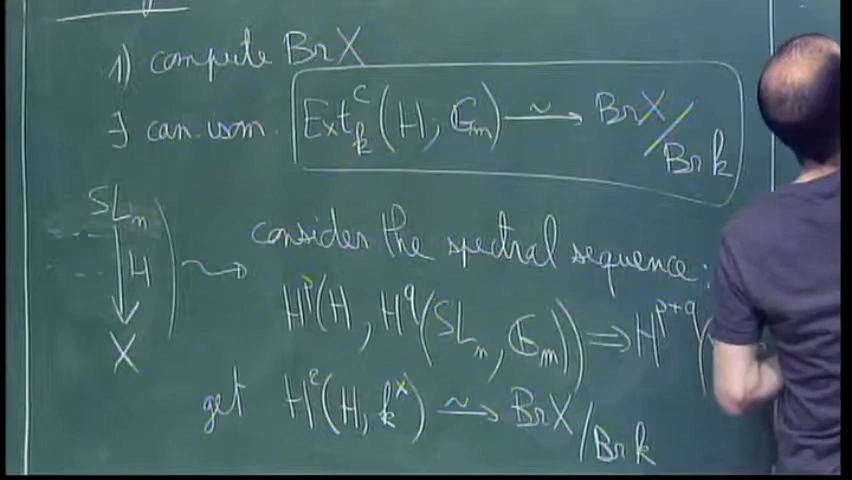 1) compute Br X
∃ can. isom. Ext^c_k (H, 𝔾_m) ⥲ Br X / Br k
SL_n
↓ H
X
⇝ consider the spectral sequence:
H^p(H, H^q(SL_n, 𝔾_m)) ⟹ H^{p+q}(
get H^2(H, k^×) ⥲ Br X / Br k